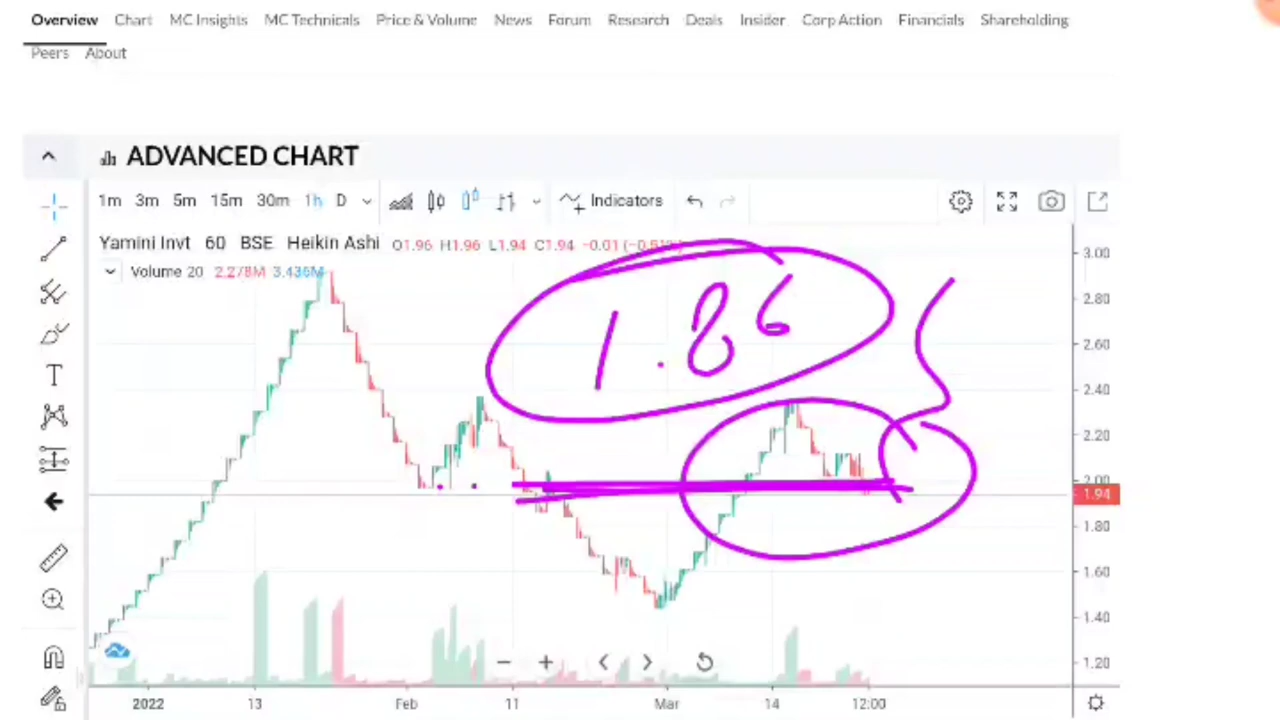 Overview Chart MC Insights MC Technicals Price & Volume News Forum Research Deals Insider Corp Action Financials Shareholding
Peers About
ADVANCED CHART
1m 3m 5m 15m 30m 1h D Indicators
Yamini Invt 60 BSE Heikin Ashi O1.96 H1.96 L1.94 C1.94 -0.01
Volume 20 2.278M 3.436M
1.86
3.00
2.80
2.60
2.40
2.20
2.00
1.94
1.80
1.60
1.40
1.20
T
2022 13 Feb 11 Mar 14 12:00